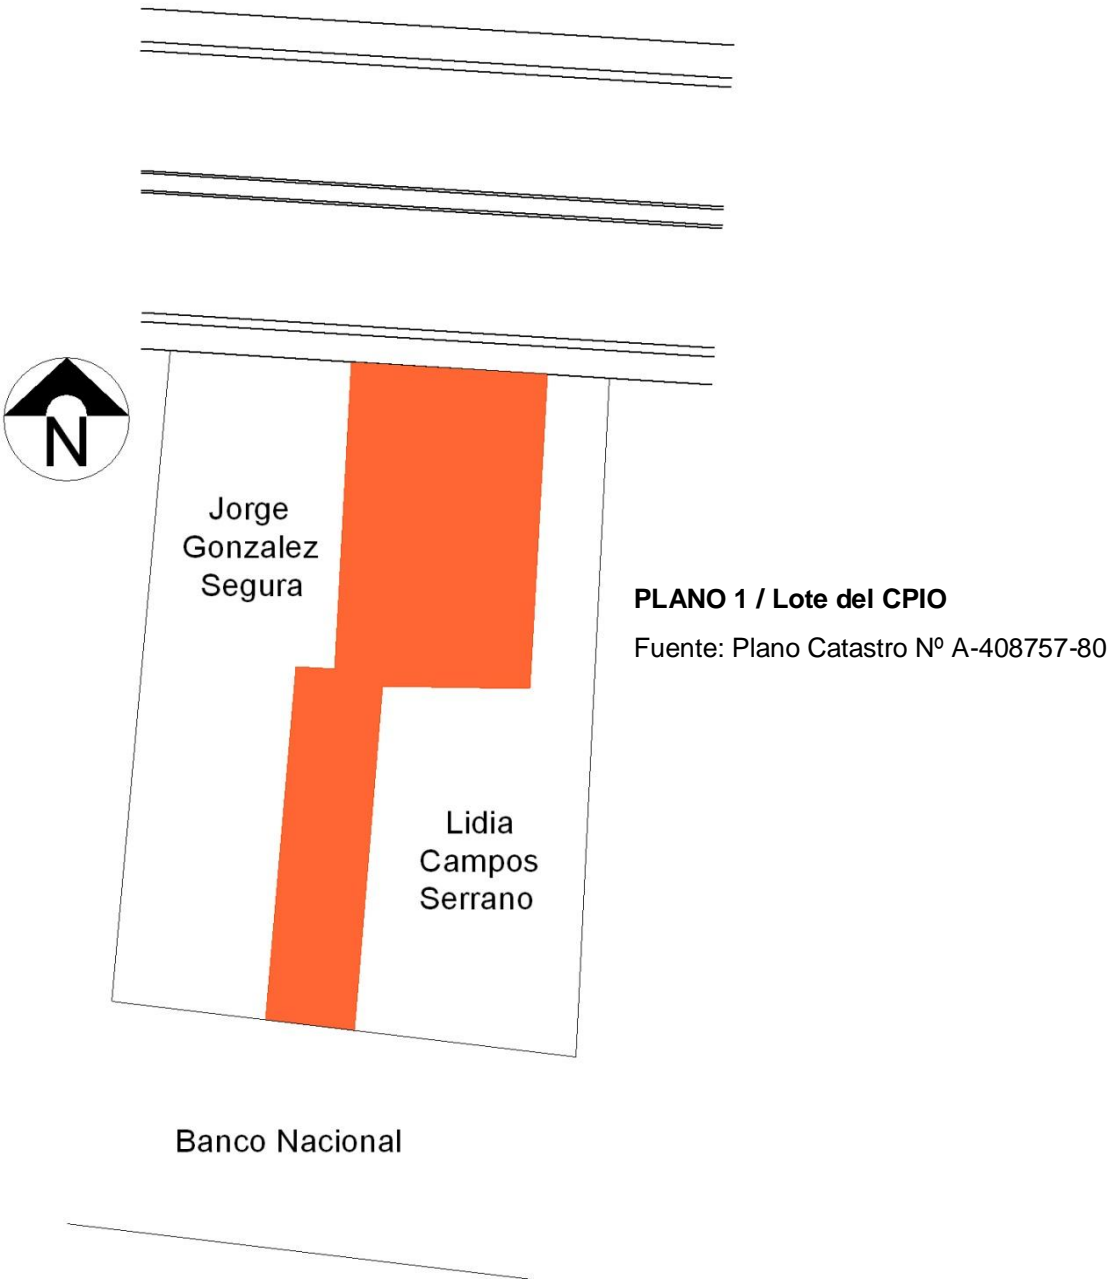 N
Jorge
Gonzalez
Segura
PLANO 1 / Lote del CPIO
Fuente: Plano Catastro Nº A-408757-80
Lidia
Campos
Serrano
Banco Nacional